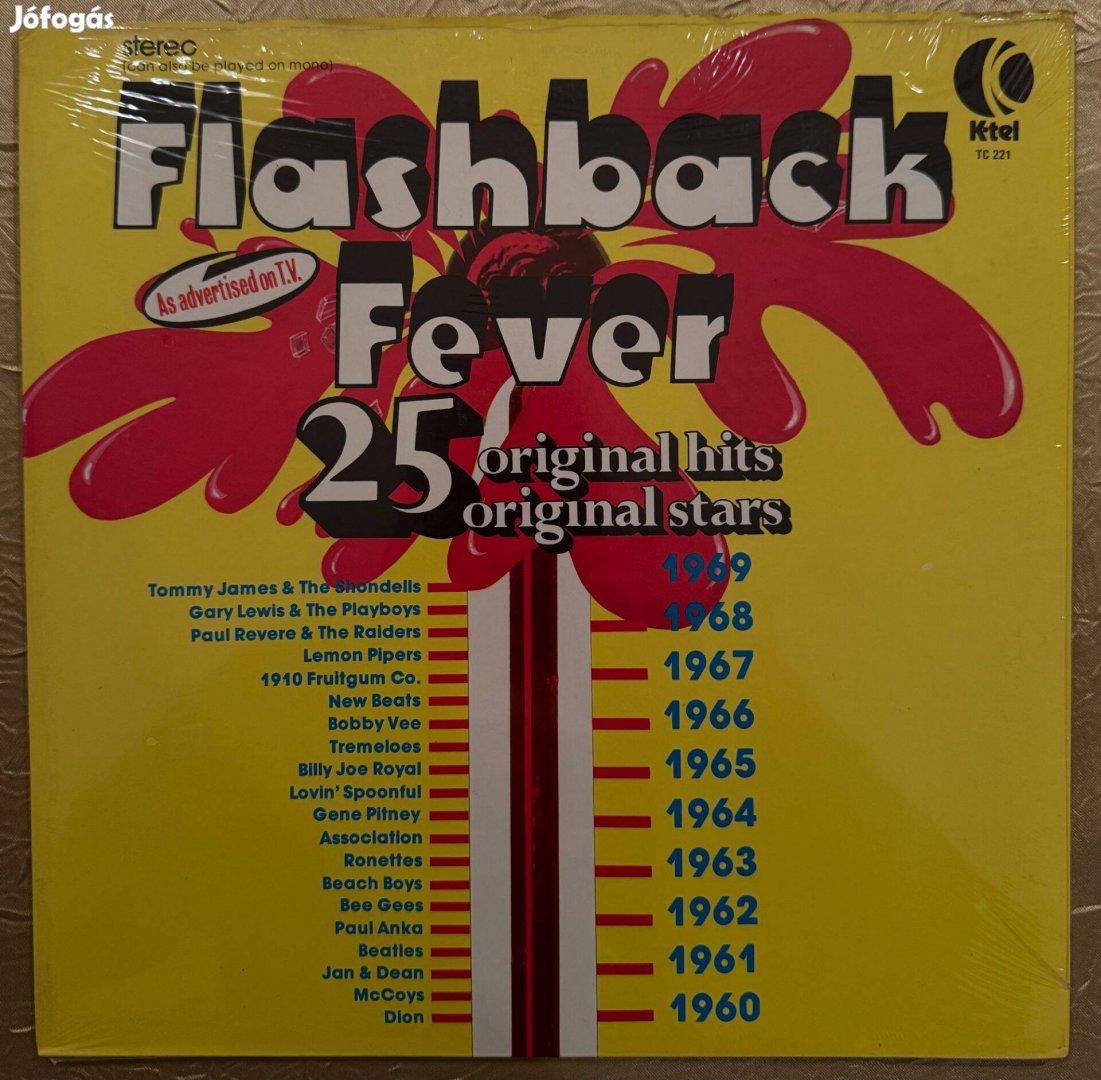 Jófogás
stereo
(can also be played on mono)
K-tel
TC 221
Flashback
Fever
As advertised on T.V.
25 original hits
original stars
Tommy James & The Shondells
Gary Lewis & The Playboys
Paul Revere & The Raiders
Lemon Pipers
1910 Fruitgum Co.
New Beats
Bobby Vee
Tremeloes
Billy Joe Royal
Lovin' Spoonful
Gene Pitney
Association
Ronettes
Beach Boys
Bee Gees
Paul Anka
Beatles
Jan & Dean
McCoys
Dion
1969
1968
1967
1966
1965
1964
1963
1962
1961
1960